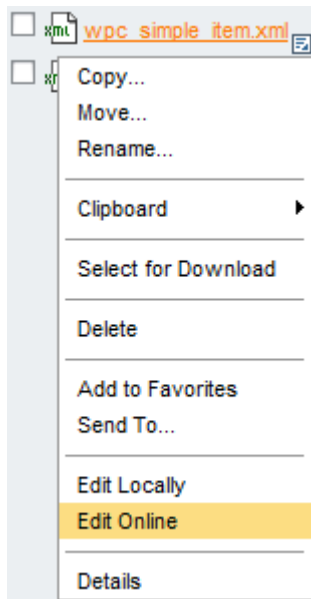 xml wpc_simple_item.xml
Copy...
Move...
Rename...
Clipboard
Select for Download
Delete
Add to Favorites
Send To...
Edit Locally
Edit Online
Details